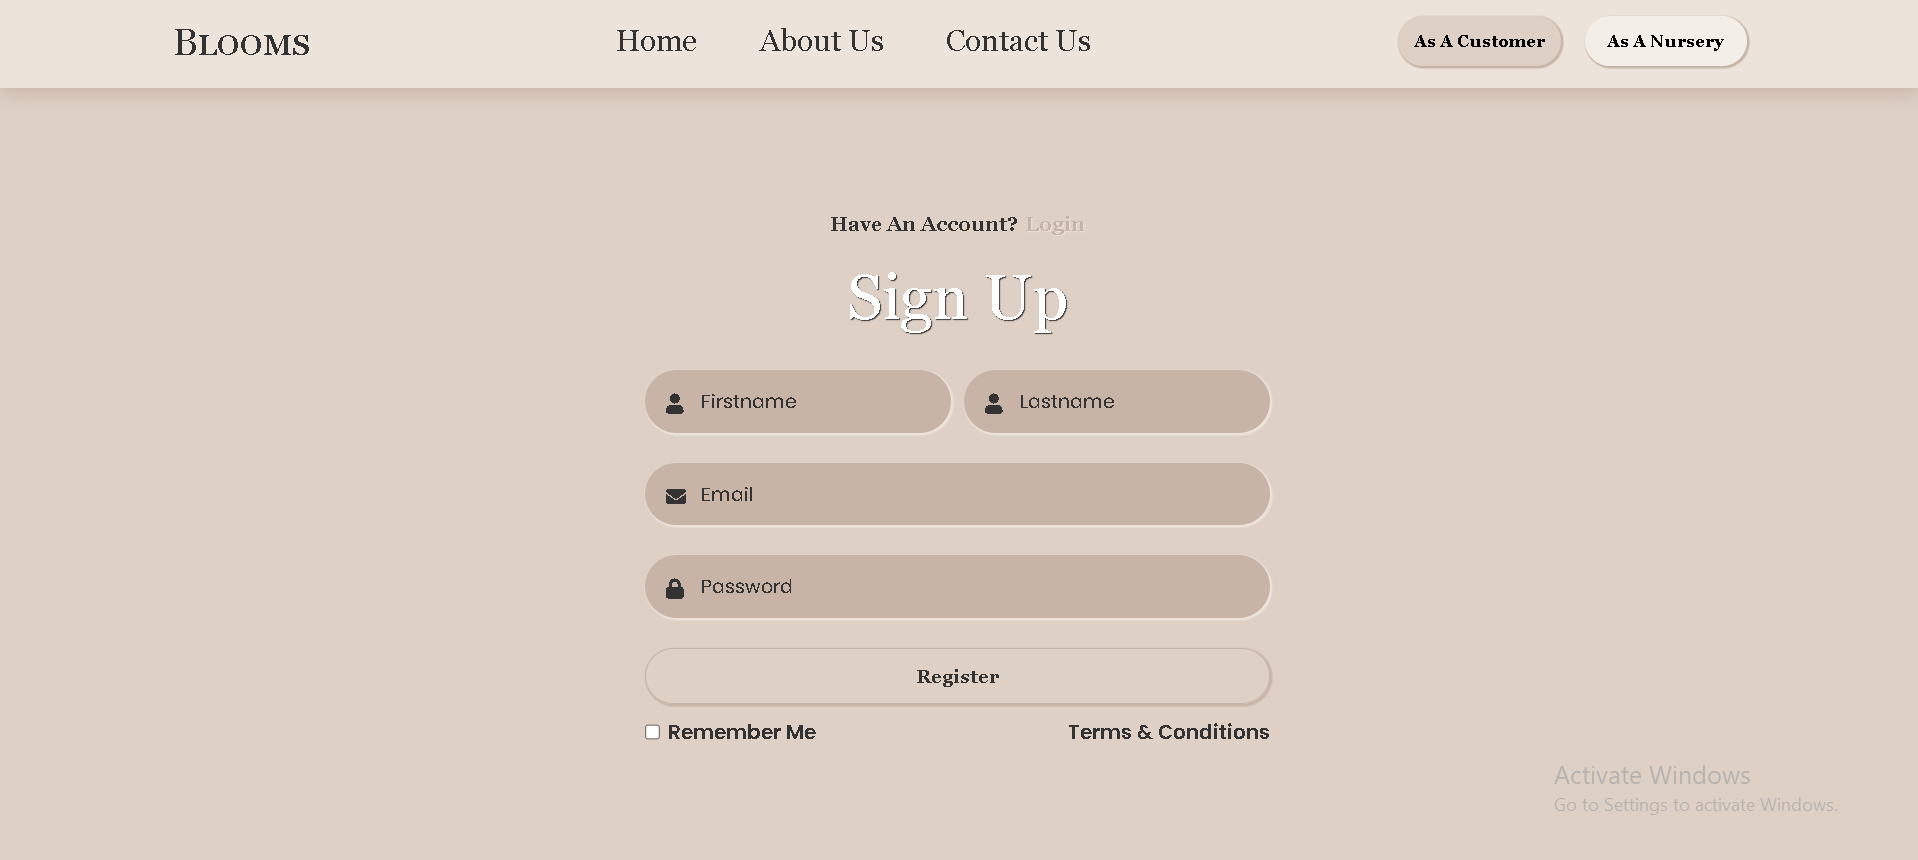 Blooms
Home About Us Contact Us
As A Customer As A Nursery
Have An Account? Login
Sign Up
Firstname Lastname
Email
Password
Register
Remember Me Terms & Conditions
Activate Windows
Go to Settings to activate Windows.